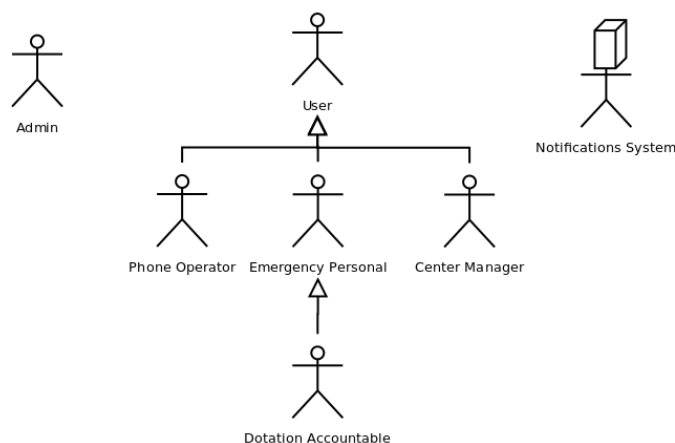 User
Admin
Notifications System
Phone Operator
Emergency Personal
Center Manager
Dotation Accountable